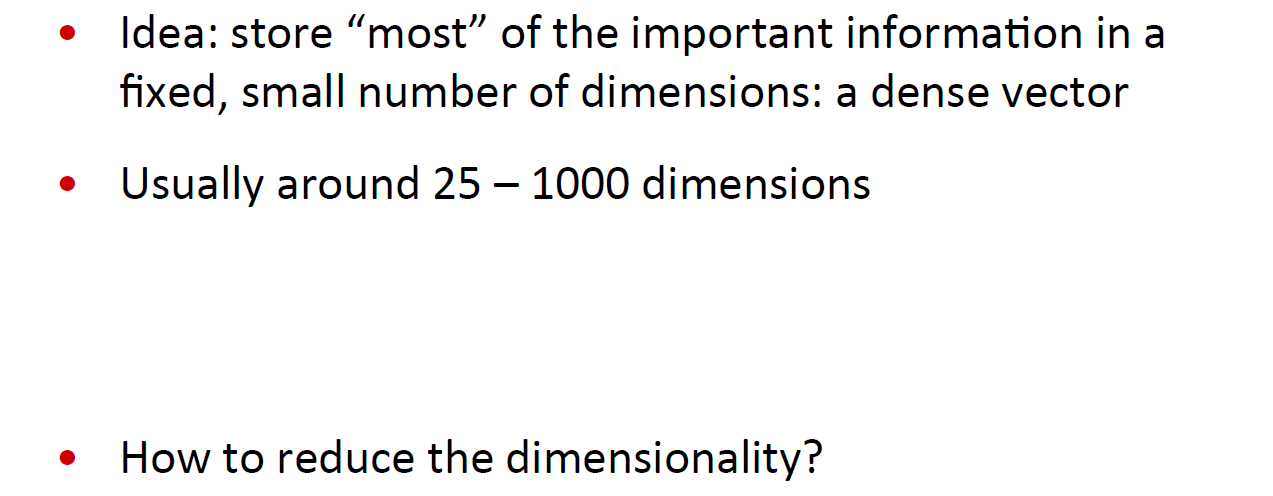 • Idea: store “most” of the important information in a
fixed, small number of dimensions: a dense vector
• Usually around 25 – 1000 dimensions
• How to reduce the dimensionality?